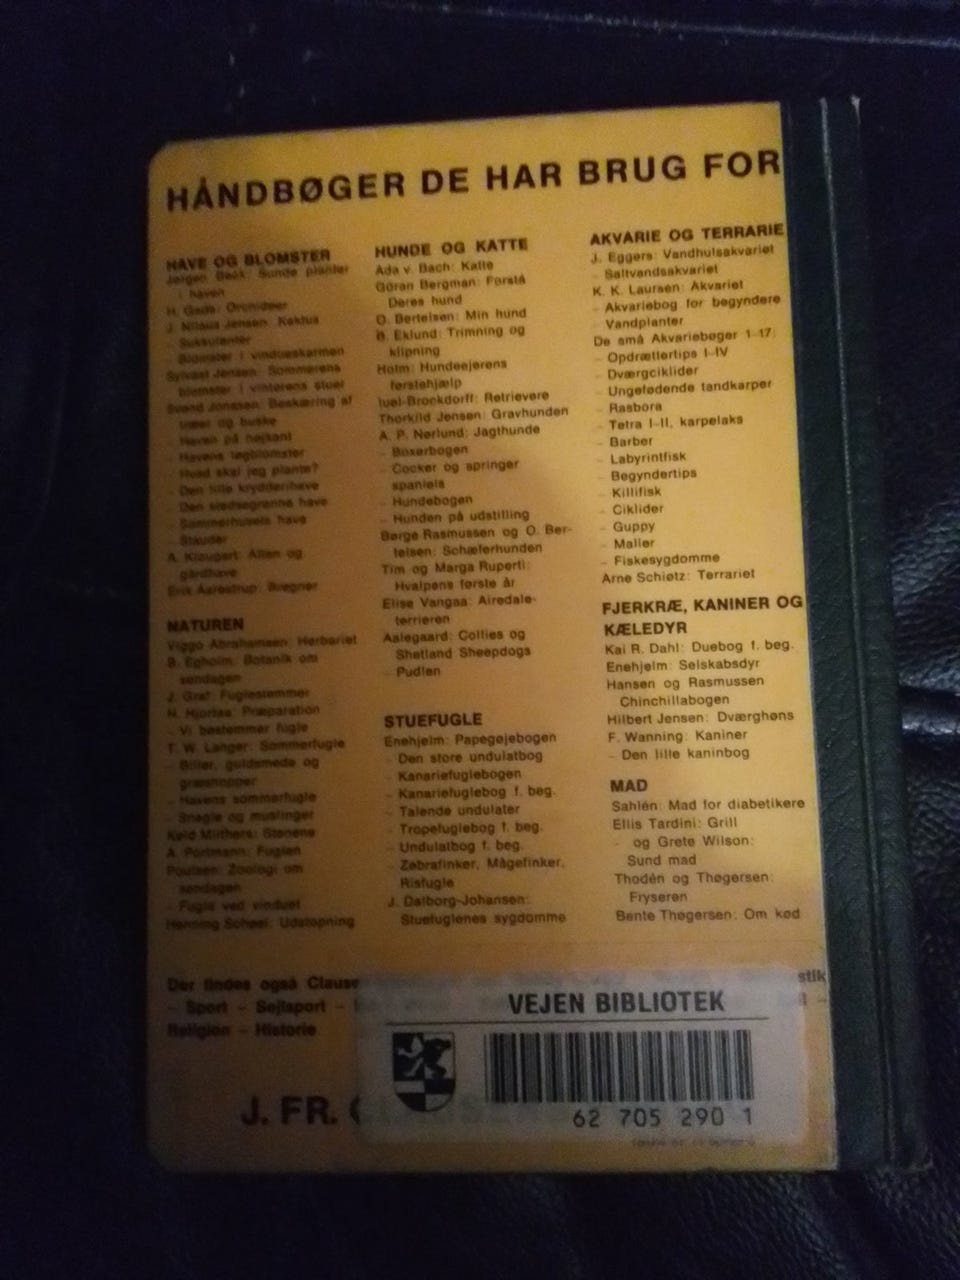 HÅNDBØGER DE HAR BRUG FOR
HAVE OG BLOMSTER
Jørgen Bech: Sunde planter
i haven
H. Gade: Orchideer
J. Nilaus Jensen: Kaktus
Sukkulenter
– Blomster i vindueskarmen
Sylvest Jensen: Sommerens
blomster i vinterens stuer
Svend Jonssen: Beskæring af
træer og buske
– Haven på højkant
– Havens løgblomster
– Hvad skal jeg plante?
– Den lille krydderihave
– Den stedsegrønne have
– Sommerhusets have
– Stauder
A. Klougart: Altan og
gårdhave
Erik Aarestrup: Bregner
NATUREN
Viggo Abrahamsen: Herbariet
B. Egholm: Botanik om
søndagen
J. Graf: Fuglestemmer
H. Hjortaa: Præparation
– Vi bestemmer fugle
T. W. Langer: Sommerfugle
– Biller, guldsmede og
græshopper
– Havens sommerfugle
– Snegle og muslinger
Keld Milthers: Stenene
A. Portmann: Fuglen
Poulsen: Zoologi om
søndagen
– Fugle ved vinduet
Henning Scheel: Udstopning
HUNDE OG KATTE
Ada v. Bach: Katte
Göran Bergman: Forstå
Deres hund
O. Bertelsen: Min hund
B. Eklund: Trimning og
klipning
Holm: Hundeejerens
førstehjælp
Iuel-Brockdorff: Retrievere
Thorkild Jensen: Gravhunden
A. P. Nørlund: Jagthunde
– Boxerbogen
– Cocker og springer
spaniels
– Hundebogen
– Hunden på udstilling
Børge Rasmussen og O. Ber-
telsen: Schæferhunden
Tim og Marga Ruperti:
Hvalpens første år
Elise Vangaa: Airedale-
terrieren
Aalegaard: Collies og
Shetland Sheepdogs
– Pudlen
STUEFUGLE
Enehjelm: Papegøjebogen
– Den store undulatbog
– Kanariefuglebogen
– Kanariefuglebog f. beg.
– Talende undulater
– Tropefuglebog f. beg.
– Undulatbog f. beg.
– Zebrafinker, Mågefinker,
Risfugle
J. Dalborg-Johansen:
Stuefuglenes sygdomme
AKVARIE OG TERRARIE
J. Eggers: Vandhulsakvariet
– Saltvandsakvariet
K. K. Laursen: Akvariet
– Akvariebog for begyndere
Vandplanter
De små Akvariebøger 1-17:
– Opdrættertips I-IV
– Dværgciklider
– Ungefødende tandkarper
– Rasbora
– Tetra I-II, karpelaks
– Barber
– Labyrintfisk
– Begyndertips
– Killifisk
– Ciklider
– Guppy
– Maller
– Fiskesygdomme
Arne Schiøtz: Terrariet
FJERKRÆ, KANINER OG
KÆLEDYR
Kai R. Dahl: Duebog f. beg.
Enehjelm: Selskabsdyr
Hansen og Rasmussen
Chinchillabogen
Hilbert Jensen: Dværghøns
F. Wanning: Kaniner
– Den lille kaninbog
MAD
Sahlén: Mad for diabetikere
Ellis Tardini: Grill
– og Grete Wilson:
Sund mad
Thodén og Thøgersen:
Fryseren
Bente Thøgersen: Om kød
Der findes også Clause stik
– Sport – Sejlsport –
Religion – Historie
J. FR.
VEJEN BIBLIOTEK
62 705 290 1